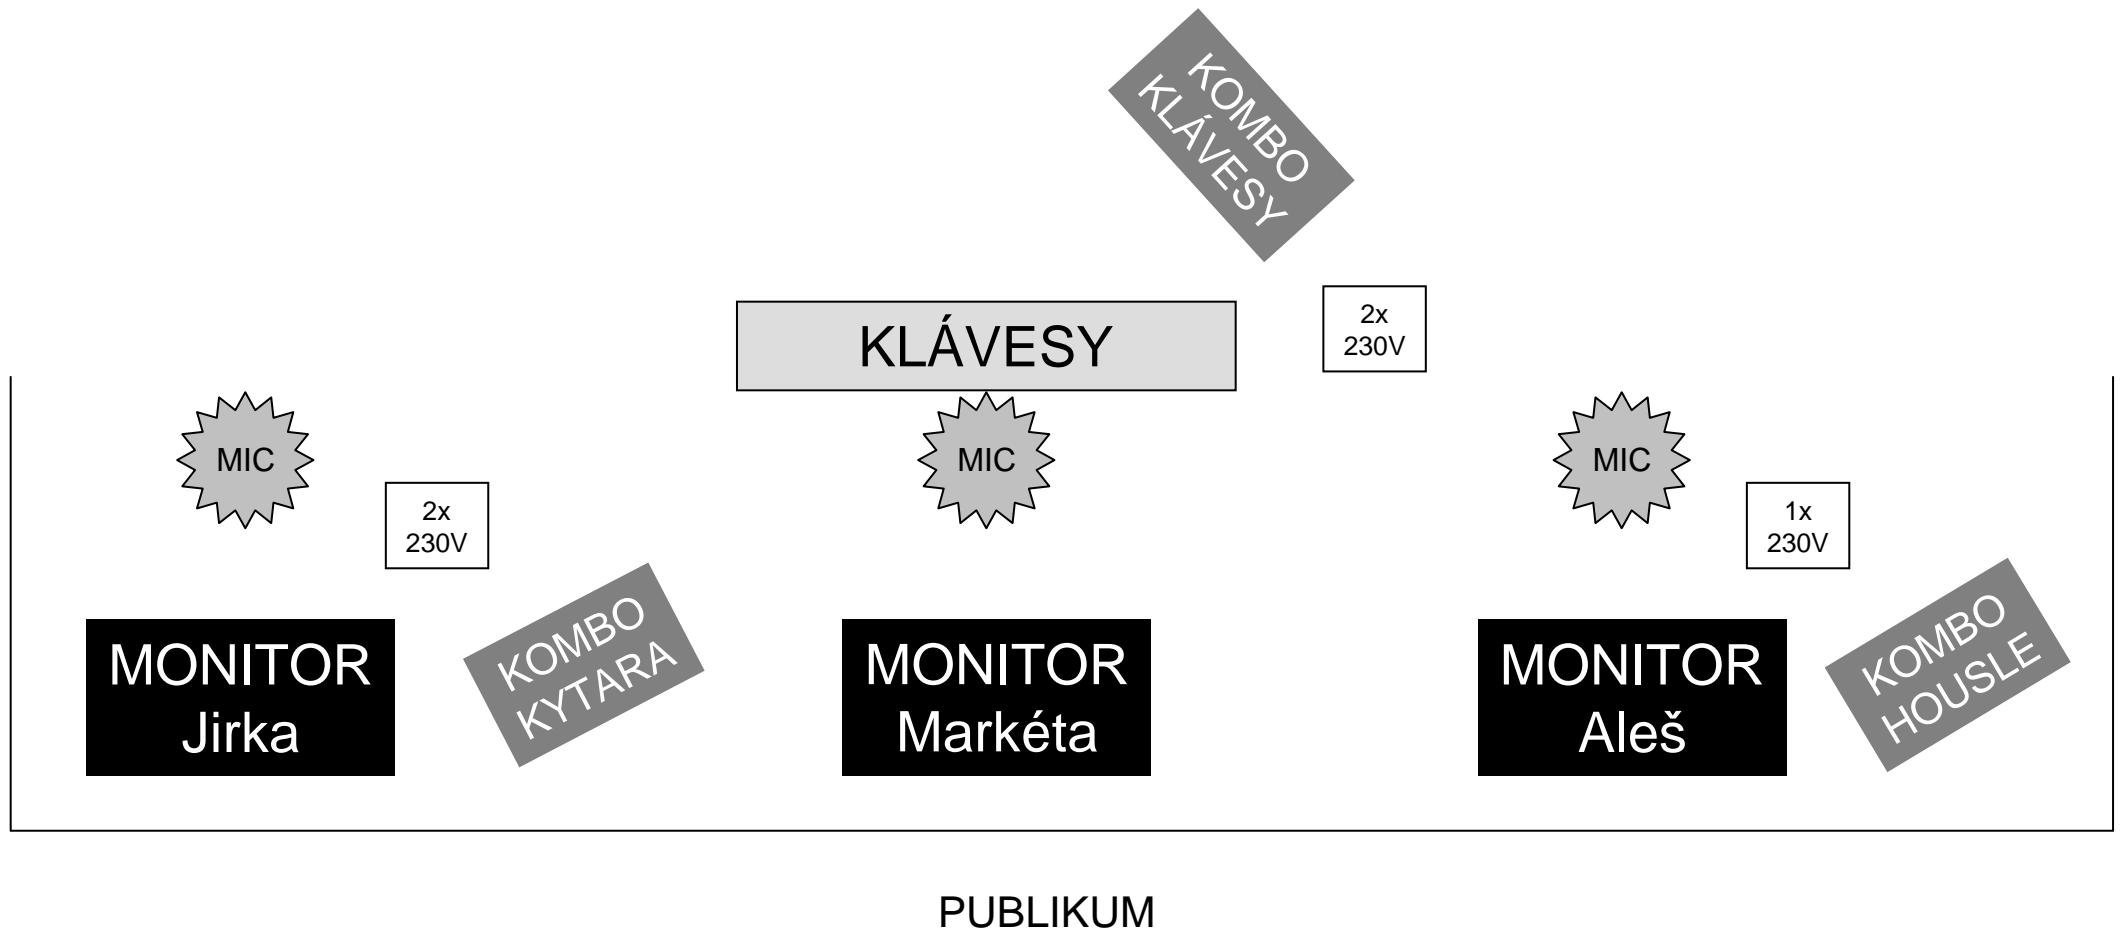 KOMBO
KLÁVESY
2x
230V
KLÁVESY
MIC
MIC
MIC
2x
230V
1x
230V
MONITOR
Jirka
KOMBO
KYTARA
MONITOR
Markéta
MONITOR
Aleš
KOMBO
HOUSLE
PUBLIKUM